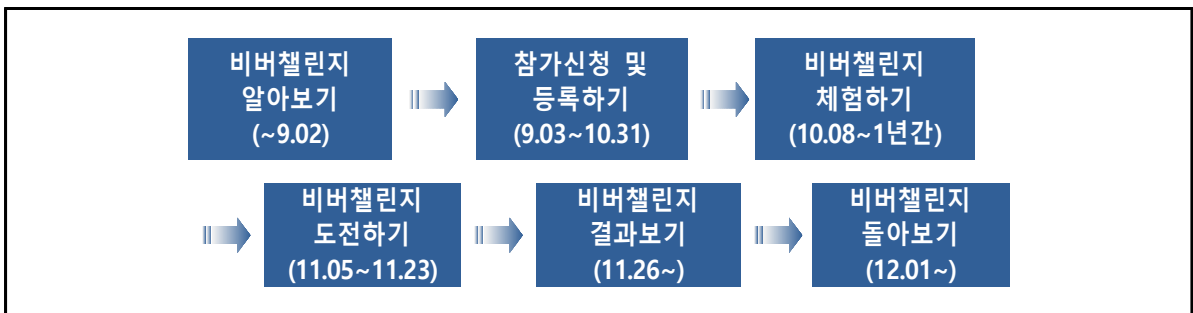 비버챌린지
알아보기
(~9.02)
참가신청 및
등록하기
(9.03~10.31)
비버챌린지
체험하기
(10.08~1년간)
비버챌린지
도전하기
(11.05~11.23)
비버챌린지
결과보기
(11.26~)
비버챌린지
돌아보기
(12.01~)